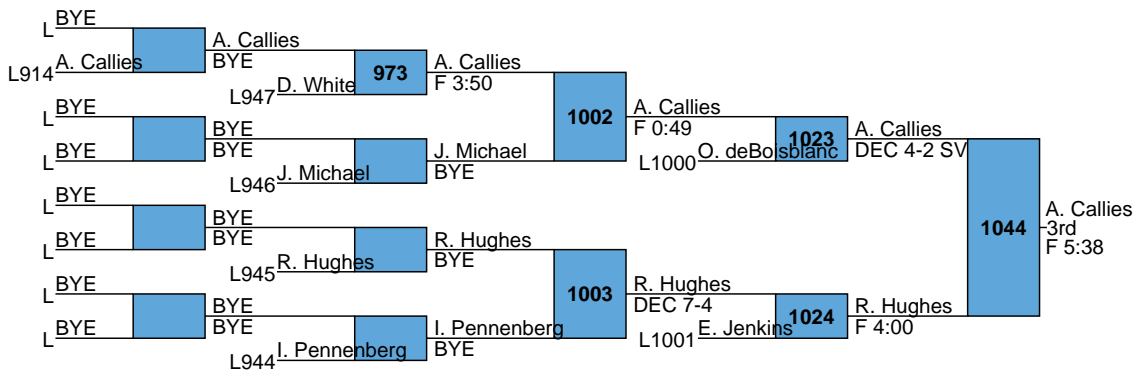 BYE
L
A. Callies
BYE
L914
A. Callies
973
A. Callies
F 3:50
L947
D. White
BYE
L
1002
A. Callies
F 0:49
BYE
L
BYE
BYE
J. Michael
BYE
L946
J. Michael
L1000
O. deBoisblanc
1023
A. Callies
DEC 4-2 SV
BYE
L
BYE
BYE
BYE
L
R. Hughes
BYE
L945
R. Hughes
1044
A. Callies
3rd
F 5:38
BYE
L
BYE
BYE
1003
R. Hughes
DEC 7-4
BYE
L
I. Pennenberg
BYE
L944
I. Pennenberg
L1001
E. Jenkins
1024
R. Hughes
F 4:00